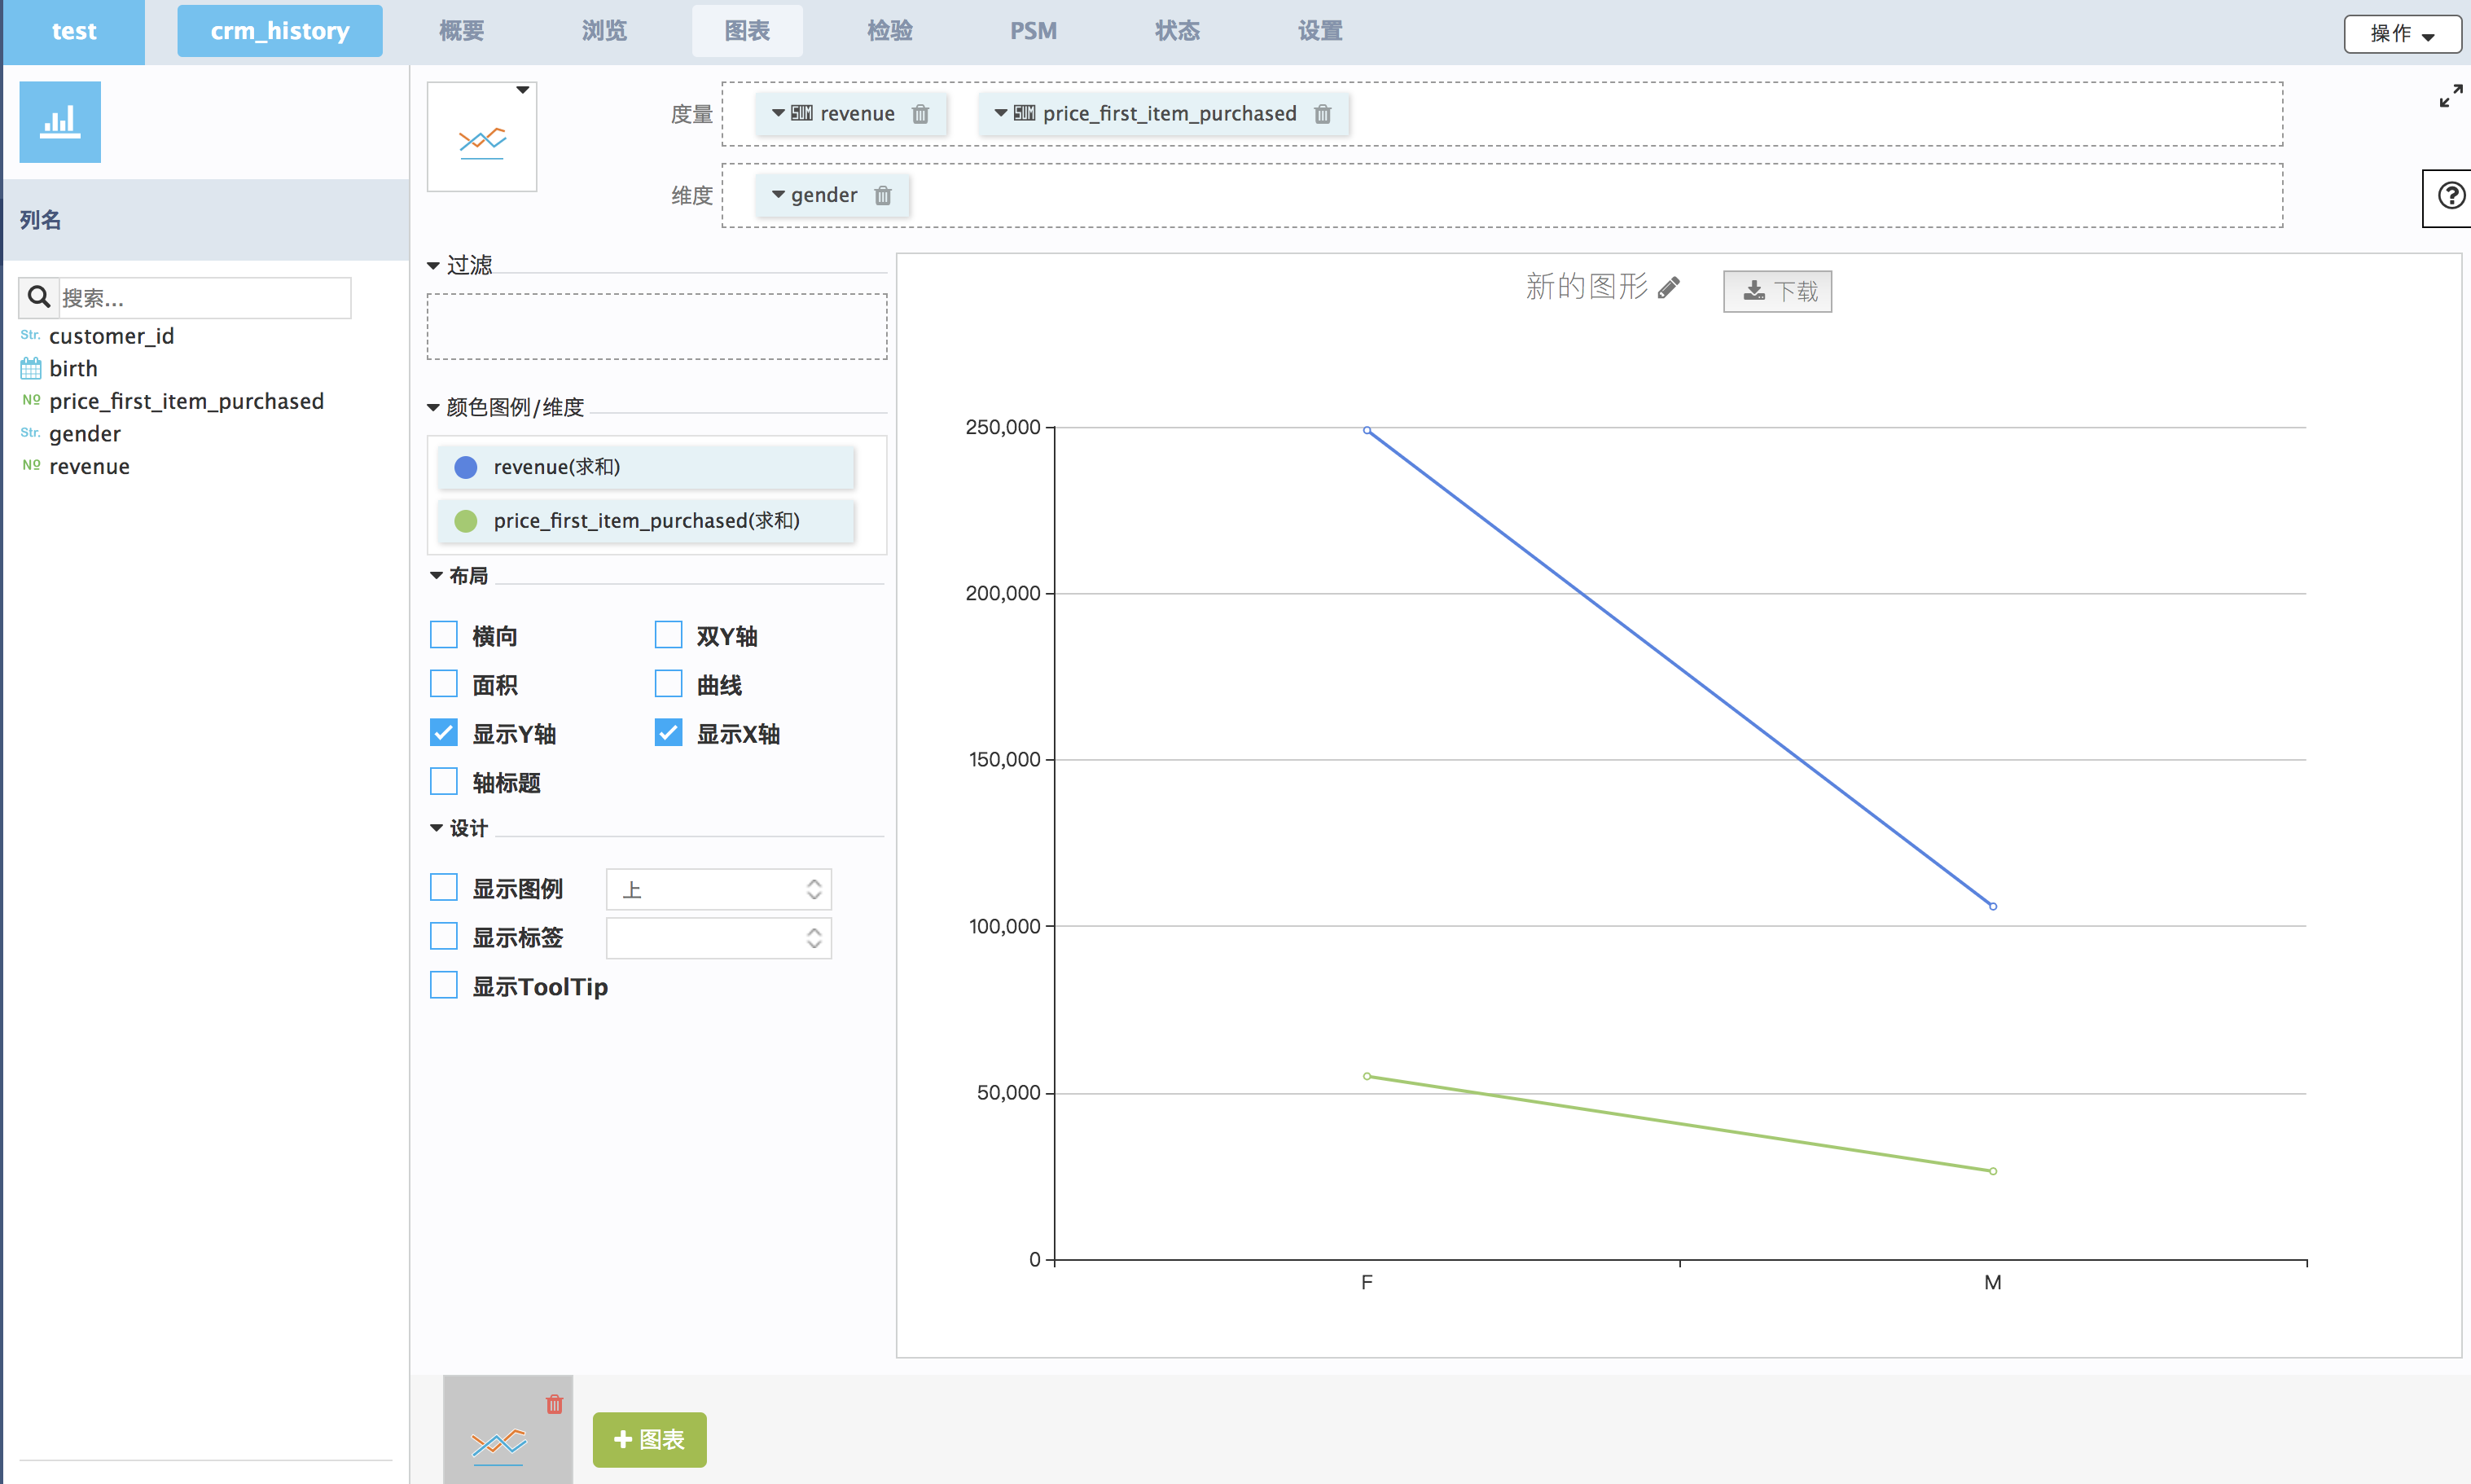 test crm_history 概要 浏览 图表 检验 PSM 状态 设置 操作
度量 SUM revenue SUM price_first_item_purchased
维度 gender
列名
搜索...
Str. customer_id
birth
Nº price_first_item_purchased
Str. gender
Nº revenue
过滤
颜色图例/维度
revenue(求和)
price_first_item_purchased(求和)
布局
横向 双Y轴
面积 曲线
显示Y轴 显示X轴
轴标题
设计
显示图例 上
显示标签
显示ToolTip
新的图形 下载
250,000
200,000
150,000
100,000
50,000
0
F M
图表